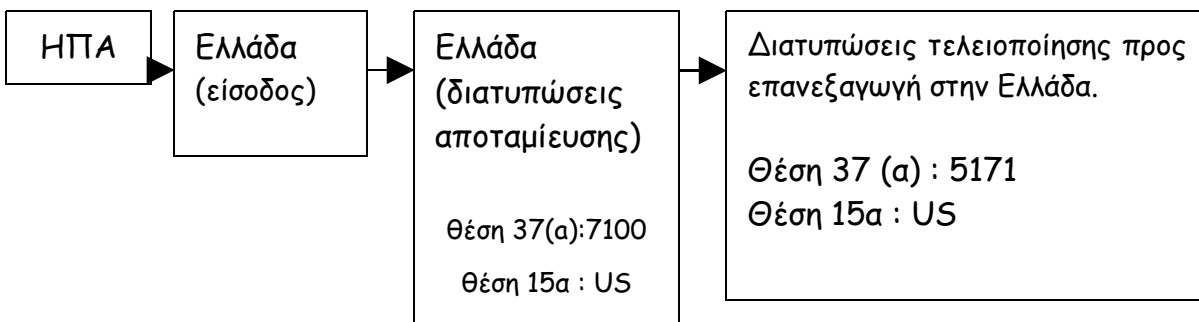 ΗΠΑ
Ελλάδα
(είσοδος)
Ελλάδα
(διατυπώσεις
αποταμίευσης)
θέση 37(α):7100
θέση 15α : US
Διατυπώσεις τελειοποίησης προς
επανεξαγωγή στην Ελλάδα.
Θέση 37 (α) : 5171
Θέση 15α : US